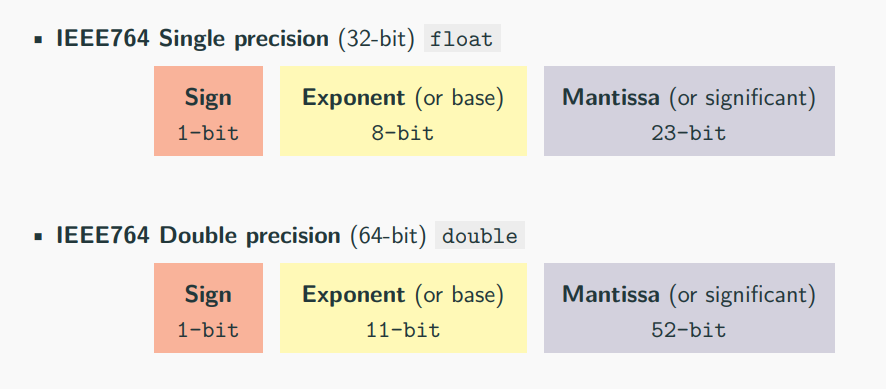 ▪ IEEE764 Single precision (32-bit) float
Sign Exponent (or base) Mantissa (or significant)
1-bit 8-bit 23-bit
▪ IEEE764 Double precision (64-bit) double
Sign Exponent (or base) Mantissa (or significant)
1-bit 11-bit 52-bit